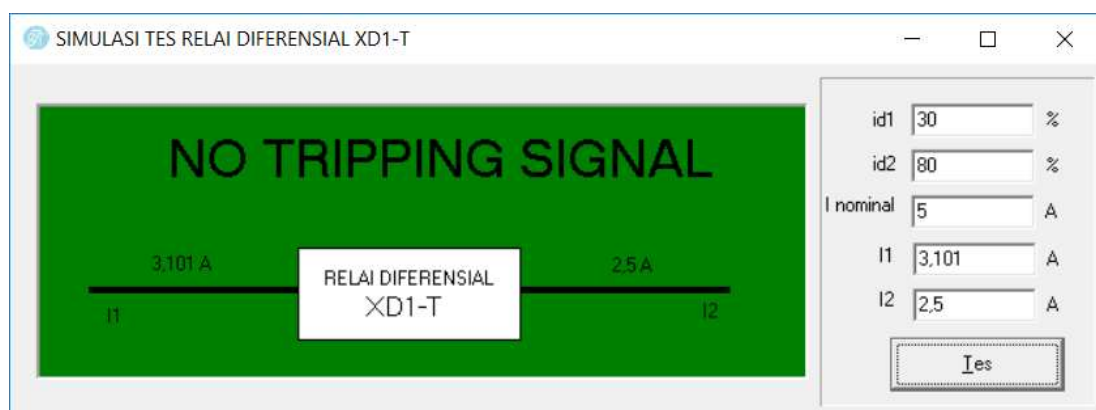 SIMULASI TES RELAI DIFERENSIAL XD1-T
NO TRIPPING SIGNAL
3,101 A
RELAI DIFERENSIAL
XD1-T
2,5 A
I1
I2
id1 30 %
id2 80 %
I nominal 5 A
I1 3,101 A
I2 2,5 A
Tes